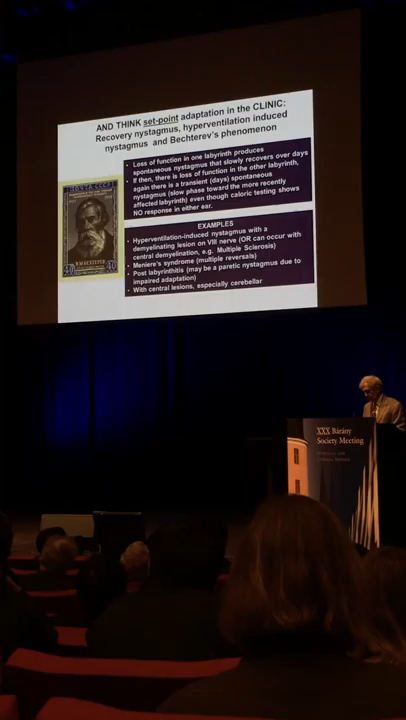 AND THINK set-point adaptation in the CLINIC:
Recovery nystagmus, hyperventilation induced
nystagmus and Bechterev's phenomenon
ПОЧТА СССР
40 40
• Loss of function in one labyrinth produces
spontaneous nystagmus that slowly recovers over days
• If then, there is loss of function in the other labyrinth,
again there is a transient (days) spontaneous
nystagmus (slow phase toward the more recently
affected labyrinth) even though caloric testing shows
NO response in either ear.
EXAMPLES
• Hyperventilation-induced nystagmus with a
demyelinating lesion on VIII nerve (OR can occur with
central demyelination, e.g. Multiple Sclerosis)
• Meniere's syndrome (multiple reversals)
• Post labyrinthitis (may be a paretic nystagmus due to
impaired adaptation)
• With central lesions, especially cerebellar
XXX Bárány
Society Meeting